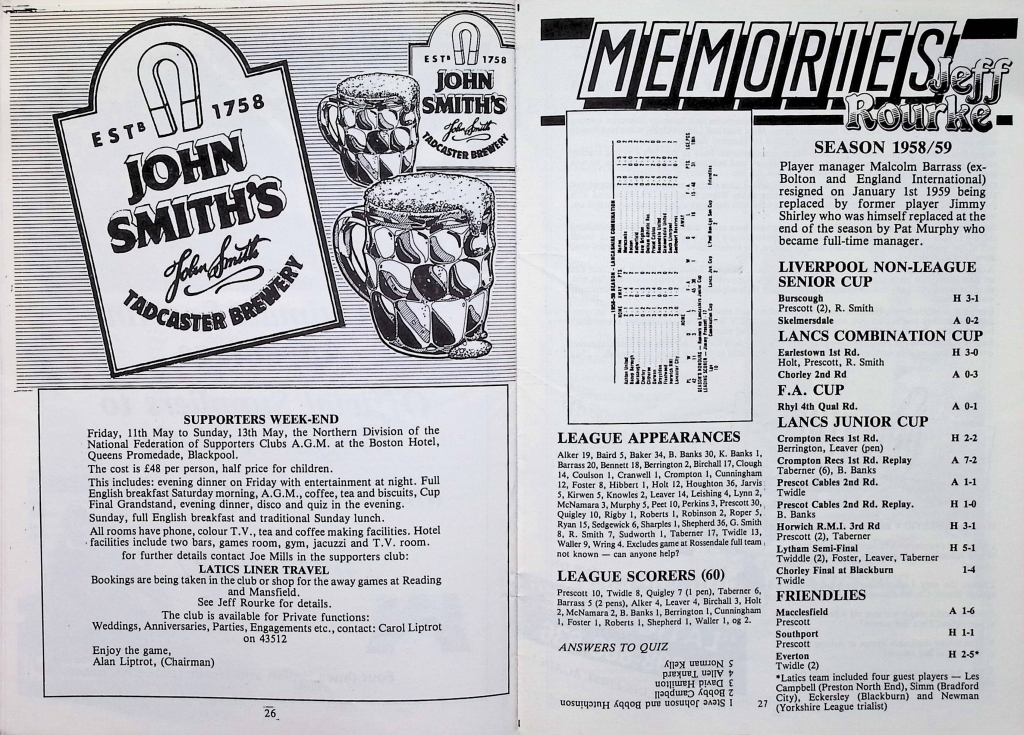 ESTB 1758
JOHN
SMITH'S
John Smith
TADCASTER BREWERY
ESTB 1758
JOHN
SMITH'S
John Smith
TADCASTER BREWERY
SUPPORTERS WEEK-END
Friday, 11th May to Sunday, 13th May, the Northern Division of the
National Federation of Supporters Clubs A.G.M. at the Boston Hotel,
Queens Promedade, Blackpool.
The cost is £48 per person, half price for children.
This includes: evening dinner on Friday with entertainment at night. Full
English breakfast Saturday morning, A.G.M., coffee, tea and biscuits, Cup
Final Grandstand, evening dinner, disco and quiz in the evening.
Sunday, full English breakfast and traditional Sunday lunch.
All rooms have phone, colour T.V., tea and coffee making facilities. Hotel
facilities include two bars, games room, gym, jacuzzi and T.V. room.
for further details contact Joe Mills in the supporters club:
LATICS LINER TRAVEL
Bookings are being taken in the club or shop for the away games at Reading
and Mansfield.
See Jeff Rourke for details.
The club is available for Private functions:
Weddings, Anniversaries, Parties, Engagements etc., contact: Carol Liptrot
on 43512
Enjoy the game,
Alan Liptrot, (Chairman)
26
MEMORIES
Jeff
Rourke
LEAGUE APPEARANCES
Alker 19, Baird 5, Baker 34, B. Banks 30, K. Banks 1,
Barrass 20, Bennett 18, Berrington 2, Birchall 17, Clough
14, Coulson 1, Cranwell 1, Crompton 1, Cunningham
12, Foster 8, Hibbert 1, Holt 12, Houghton 36, Jarvis
5, Kirwen 5, Knowles 2, Leaver 14, Leishing 4, Lynn 2,
McNamara 3, Murphy 5, Peet 10, Perkins 3, Prescott 30,
Quigley 10, Rigby 1, Roberts 1, Robinson 2, Roper 5,
Ryan 15, Sedgewick 6, Sharples 1, Shepherd 36, G. Smith
8, R. Smith 7, Sudworth 1, Taberner 17, Twidle 13,
Waller 9, Wring 4. Excludes game at Rossendale full team
not known — can anyone help?
LEAGUE SCORERS (60)
Prescott 10, Twidle 8, Quigley 7 (1 pen), Taberner 6,
Barrass 5 (2 pens), Alker 4, Leaver 4, Birchall 3, Holt
2, McNamara 2, B. Banks 1, Berrington 1, Cunningham
1, Foster 1, Roberts 1, Shepherd 1, Waller 1, og 2.
ANSWERS TO QUIZ
1 Steve Johnson and Bobby Hutchinson
2 Bobby Campbell
3 David Hamilton
4 Allen Tankard
5 Norman Kelly
SEASON 1958/59
Player manager Malcolm Barrass (ex-
Bolton and England International)
resigned on January 1st 1959 being
replaced by former player Jimmy
Shirley who was himself replaced at the
end of the season by Pat Murphy who
became full-time manager.
LIVERPOOL NON-LEAGUE
SENIOR CUP
Burscough H 3-1
Prescott (2), R. Smith
Skelmersdale A 0-2
LANCS COMBINATION CUP
Earlestown 1st Rd. H 3-0
Holt, Prescott, R. Smith
Chorley 2nd Rd A 0-3
F.A. CUP
Rhyl 4th Qual Rd. A 0-1
LANCS JUNIOR CUP
Crompton Recs 1st Rd. H 2-2
Berrington, Leaver (pen)
Crompton Recs 1st Rd. Replay A 7-2
Taberner (6), B. Banks
Prescot Cables 2nd Rd. A 1-1
Twidle
Prescot Cables 2nd Rd. Replay. H 1-0
B. Banks
Horwich R.M.I. 3rd Rd H 3-1
Prescott (2), Taberner
Lytham Semi-Final H 5-1
Twiddle (2), Foster, Leaver, Taberner
Chorley Final at Blackburn 1-4
Twidle
FRIENDLIES
Macclesfield A 1-6
Prescott
Southport H 1-1
Prescott
Everton H 2-5*
Twidle (2)
*Latics team included four guest players — Les
Campbell (Preston North End), Simm (Bradford
City), Eckersley (Blackburn) and Newman
(Yorkshire League trialist)
27